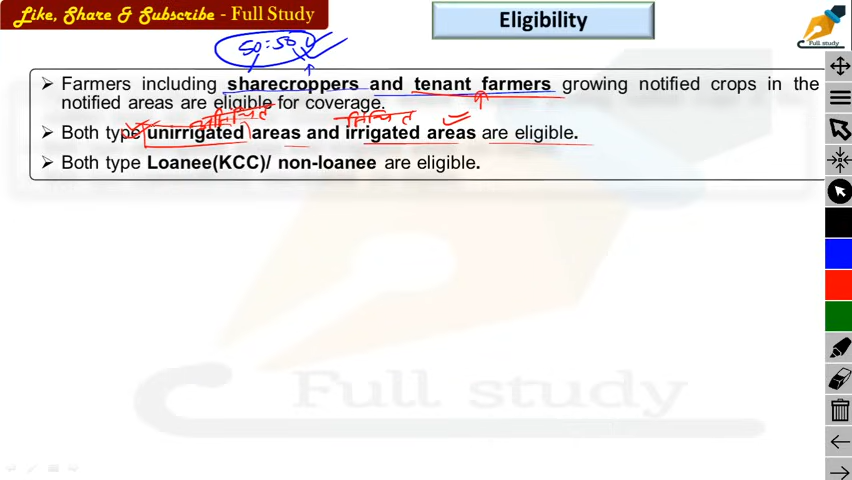 Like, Share & Subscribe - Full Study
Eligibility
Full study
50:50
➢ Farmers including sharecroppers and tenant farmers growing notified crops in the
notified areas are eligible for coverage.
असिंचित सिंचित
➢ Both type unirrigated areas and irrigated areas are eligible.
➢ Both type Loanee(KCC)/ non-loanee are eligible.
Full study